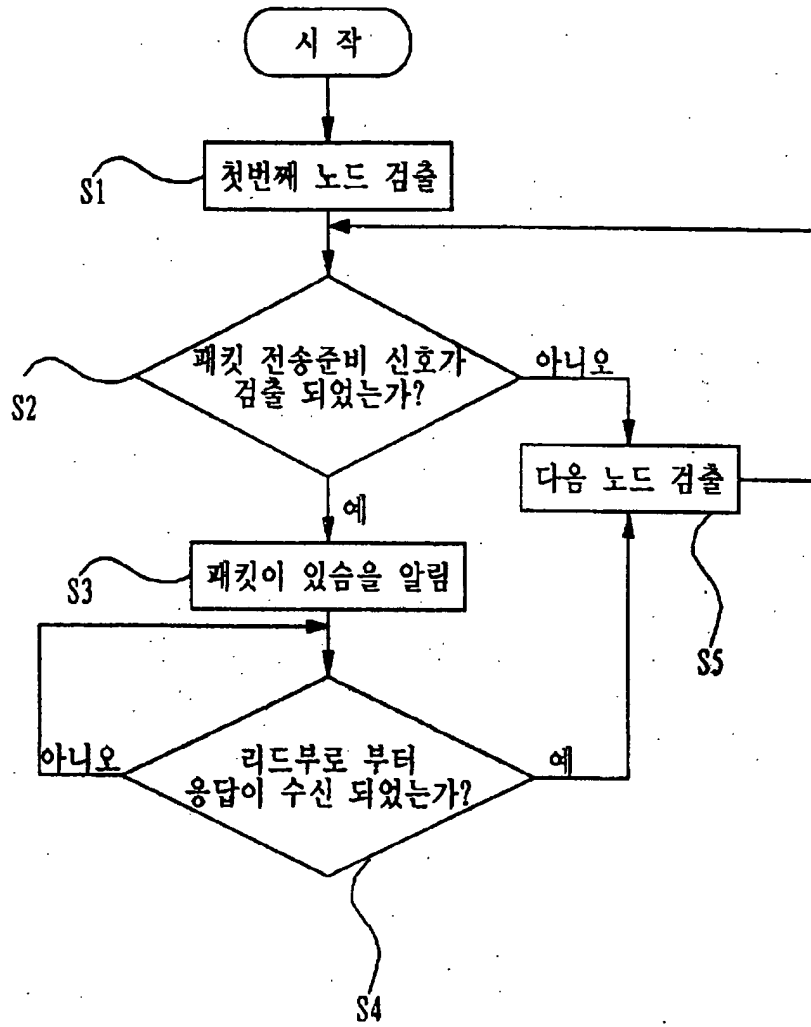 시 작
S1
첫번째 노드 검출
패킷 전송준비 신호가
검출 되었는가?
아니오
S2
다음 노드 검출
예
S3
패킷이 있슴을 알림
S5
아니오
리드부로 부터
응답이 수신 되었는가?
예
S4